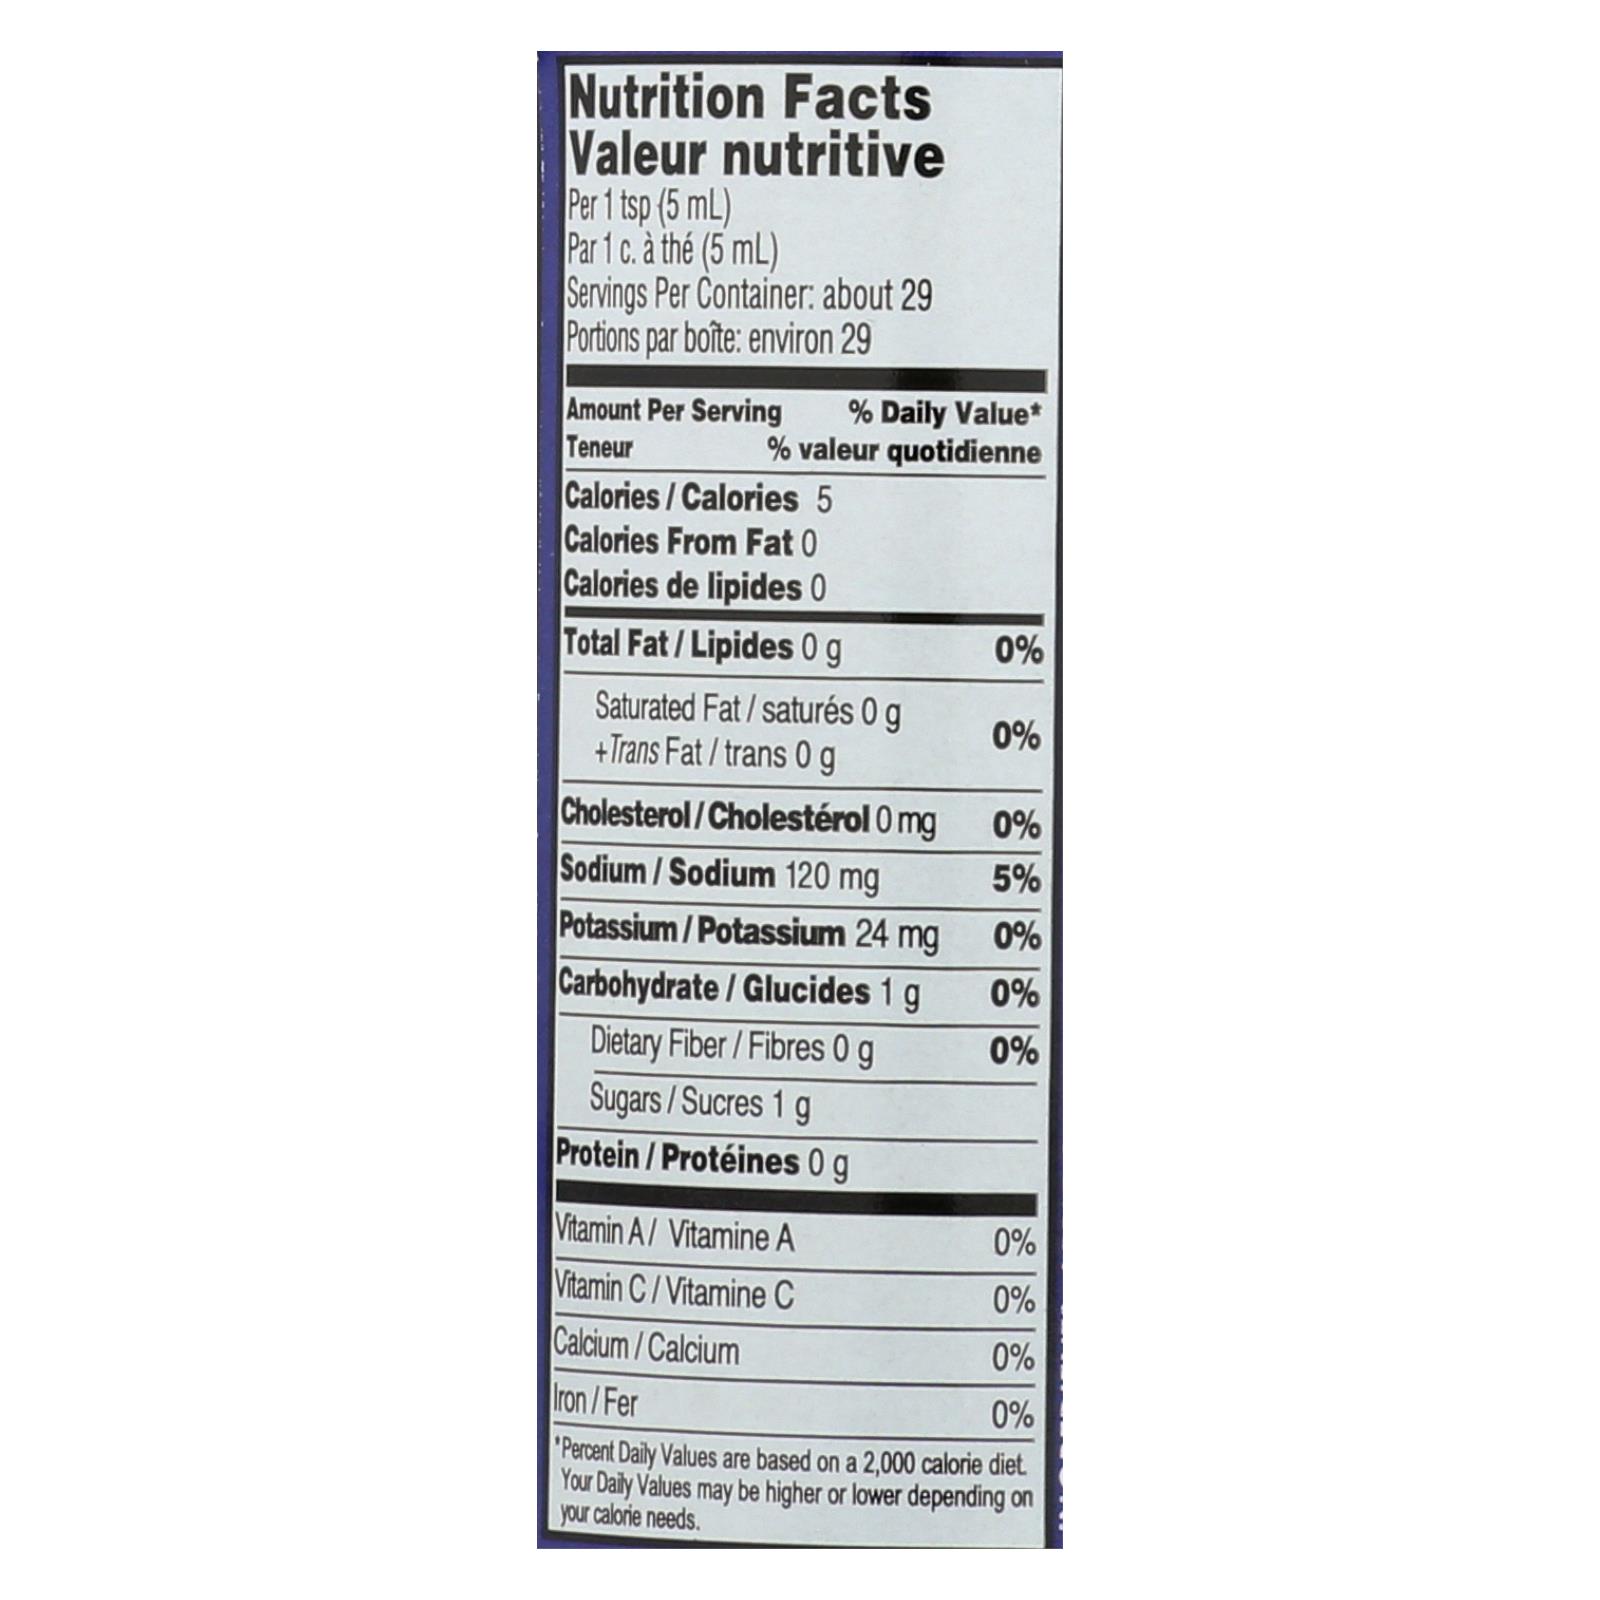 Nutrition Facts
Valeur nutritive
Per 1 tsp (5 mL)
Par 1 c. à thé (5 mL)
Servings Per Container: about 29
Portions par boîte: environ 29
Amount Per Serving % Daily Value*
Teneur % valeur quotidienne
Calories / Calories 5
Calories From Fat 0
Calories de lipides 0
Total Fat / Lipides 0 g 0%
Saturated Fat / saturés 0 g
+Trans Fat / trans 0 g 0%
Cholesterol / Cholestérol 0 mg 0%
Sodium / Sodium 120 mg 5%
Potassium / Potassium 24 mg 0%
Carbohydrate / Glucides 1 g 0%
Dietary Fiber / Fibres 0 g 0%
Sugars / Sucres 1 g
Protein / Protéines 0 g
Vitamin A / Vitamine A 0%
Vitamin C / Vitamine C 0%
Calcium / Calcium 0%
Iron / Fer 0%
*Percent Daily Values are based on a 2,000 calorie diet.
Your Daily Values may be higher or lower depending on
your calorie needs.